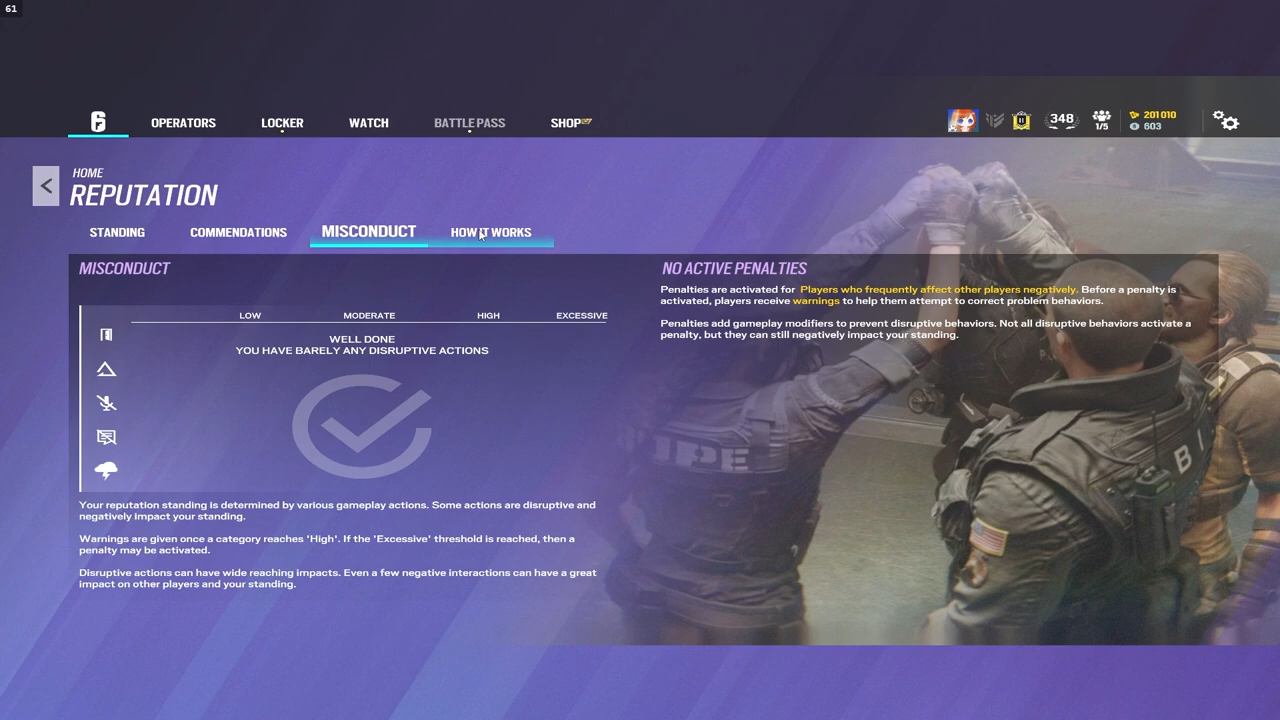 61
OPERATORS
LOCKER
WATCH
BATTLE PASS
SHOP
348
1/5
201 010
603
HOME
REPUTATION
STANDING
COMMENDATIONS
MISCONDUCT
HOW IT WORKS
MISCONDUCT
LOW
MODERATE
HIGH
EXCESSIVE
WELL DONE
YOU HAVE BARELY ANY DISRUPTIVE ACTIONS
Your reputation standing is determined by various gameplay actions. Some actions are disruptive and
negatively impact your standing.
Warnings are given once a category reaches 'High'. If the 'Excessive' threshold is reached, then a
penalty may be activated.
Disruptive actions can have wide reaching impacts. Even a few negative interactions can have a great
impact on other players and your standing.
NO ACTIVE PENALTIES
Penalties are activated for Players who frequently affect other players negatively. Before a penalty is
activated, players receive warnings to help them attempt to correct problem behaviors.
Penalties add gameplay modifiers to prevent disruptive behaviors. Not all disruptive behaviors activate a
penalty, but they can still negatively impact your standing.